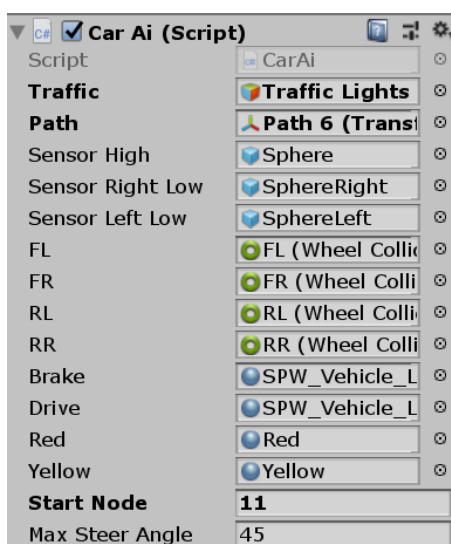 C# Car Ai (Script)
Script CarAi
Traffic Traffic Lights
Path Path 6 (Transf
Sensor High Sphere
Sensor Right Low SphereRight
Sensor Left Low SphereLeft
FL FL (Wheel Colli
FR FR (Wheel Colli
RL RL (Wheel Colli
RR RR (Wheel Colli
Brake SPW_Vehicle_L
Drive SPW_Vehicle_L
Red Red
Yellow Yellow
Start Node 11
Max Steer Angle 45